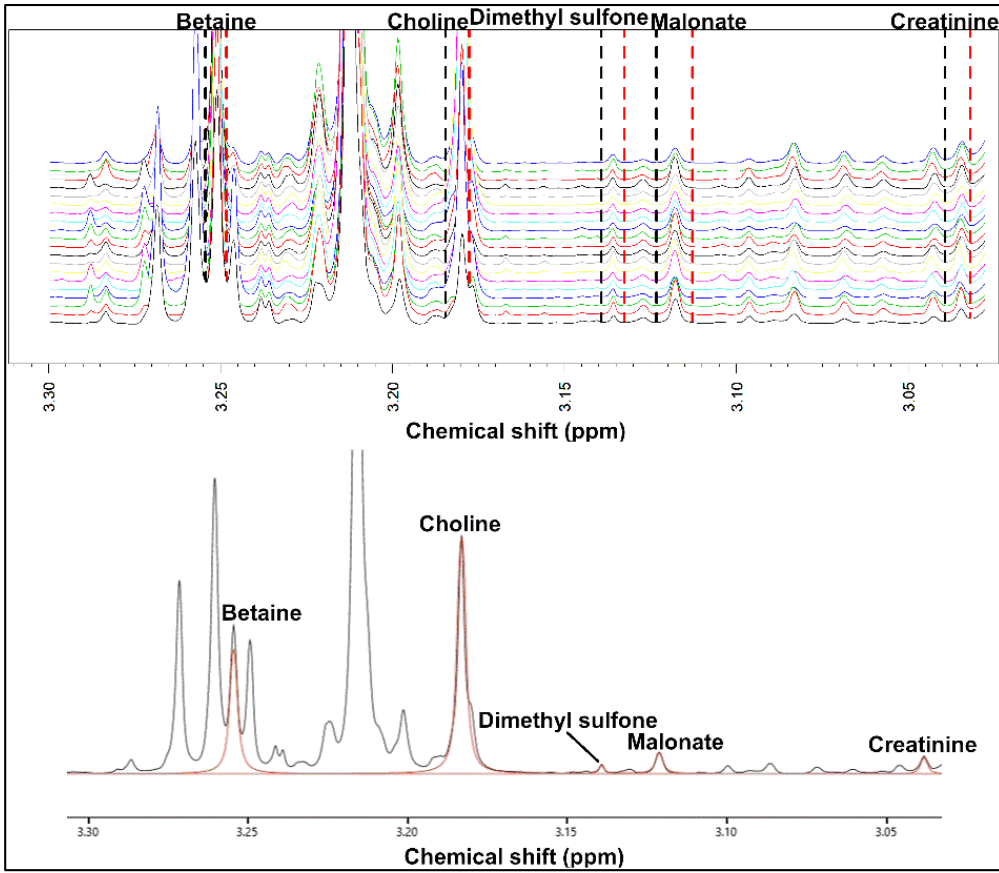 Betaine Choline Dimethyl sulfone Malonate Creatinine
3.30 3.25 3.20 3.15 3.10 3.05
Chemical shift (ppm)
Choline
Betaine
Dimethyl sulfone
Malonate
Creatinine
3.30 3.25 3.20 3.15 3.10 3.05
Chemical shift (ppm)